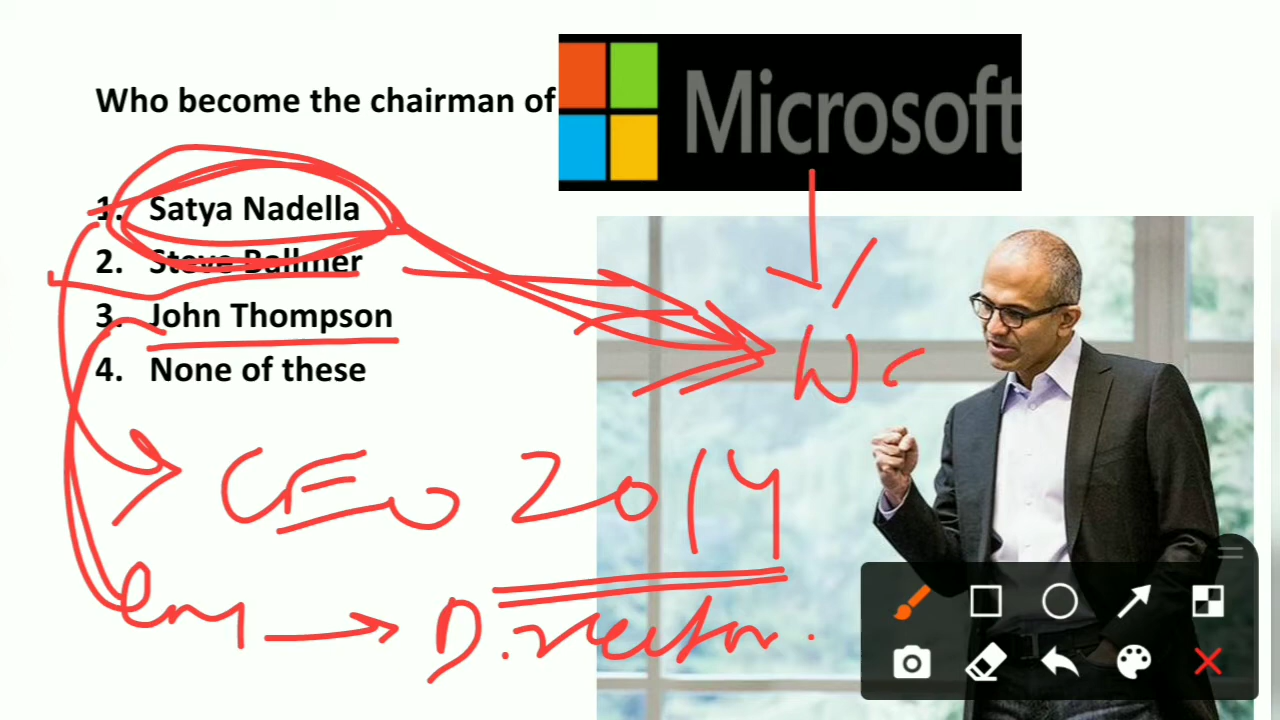 Who become the chairman of
Microsoft
1. Satya Nadella
2. Steve Ballmer
3. John Thompson
4. None of these
CEO 2014
Director.